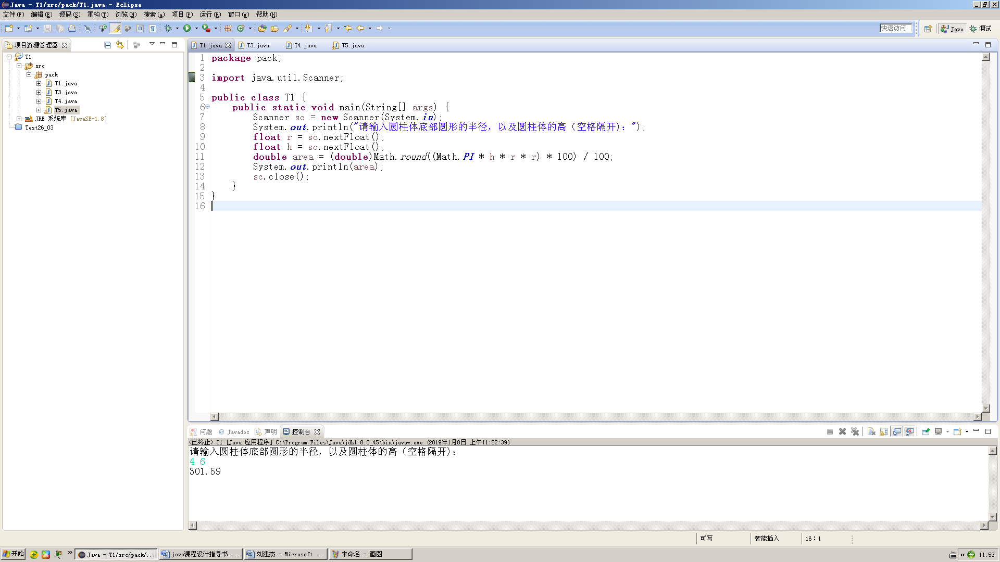 Java - T1/src/pack/T1.java - Eclipse
文件(F) 编辑(E) 源码(S) 重构(T) 浏览(N) 搜索(a) 项目(P) 运行(R) 窗口(W) 帮助(H)
快速访问 Java 调试
项目资源管理器
T1
src
pack
T1.java
T3.java
T4.java
T5.java
JRE 系统库 [JavaSE-1.8]
Test26_03
T1.java T3.java T4.java T5.java
1 package pack;
2
3 import java.util.Scanner;
4
5 public class T1 {
6 public static void main(String[] args) {
7 Scanner sc = new Scanner(System.in);
8 System.out.println("请输入圆柱体底部圆形的半径，以及圆柱体的高（空格隔开）：");
9 float r = sc.nextFloat();
10 float h = sc.nextFloat();
11 double area = (double)Math.round((Math.PI * h * r * r) * 100) / 100;
12 System.out.println(area);
13 sc.close();
14 }
15 }
16
问题 @ Javadoc 声明 控制台
<已终止> T1 [Java 应用程序] C:\Program Files\Java\jdk1.8.0_45\bin\javaw.exe (2019年1月8日 上午11:52:39)
请输入圆柱体底部圆形的半径，以及圆柱体的高（空格隔开）：
4 6
301.59
可写 智能插入 16:1
开始 » Java - T1/src/pack/... java课程设计指导书 ... 刘建杰 - Microsoft ... 未命名 - 画图 « 11:53